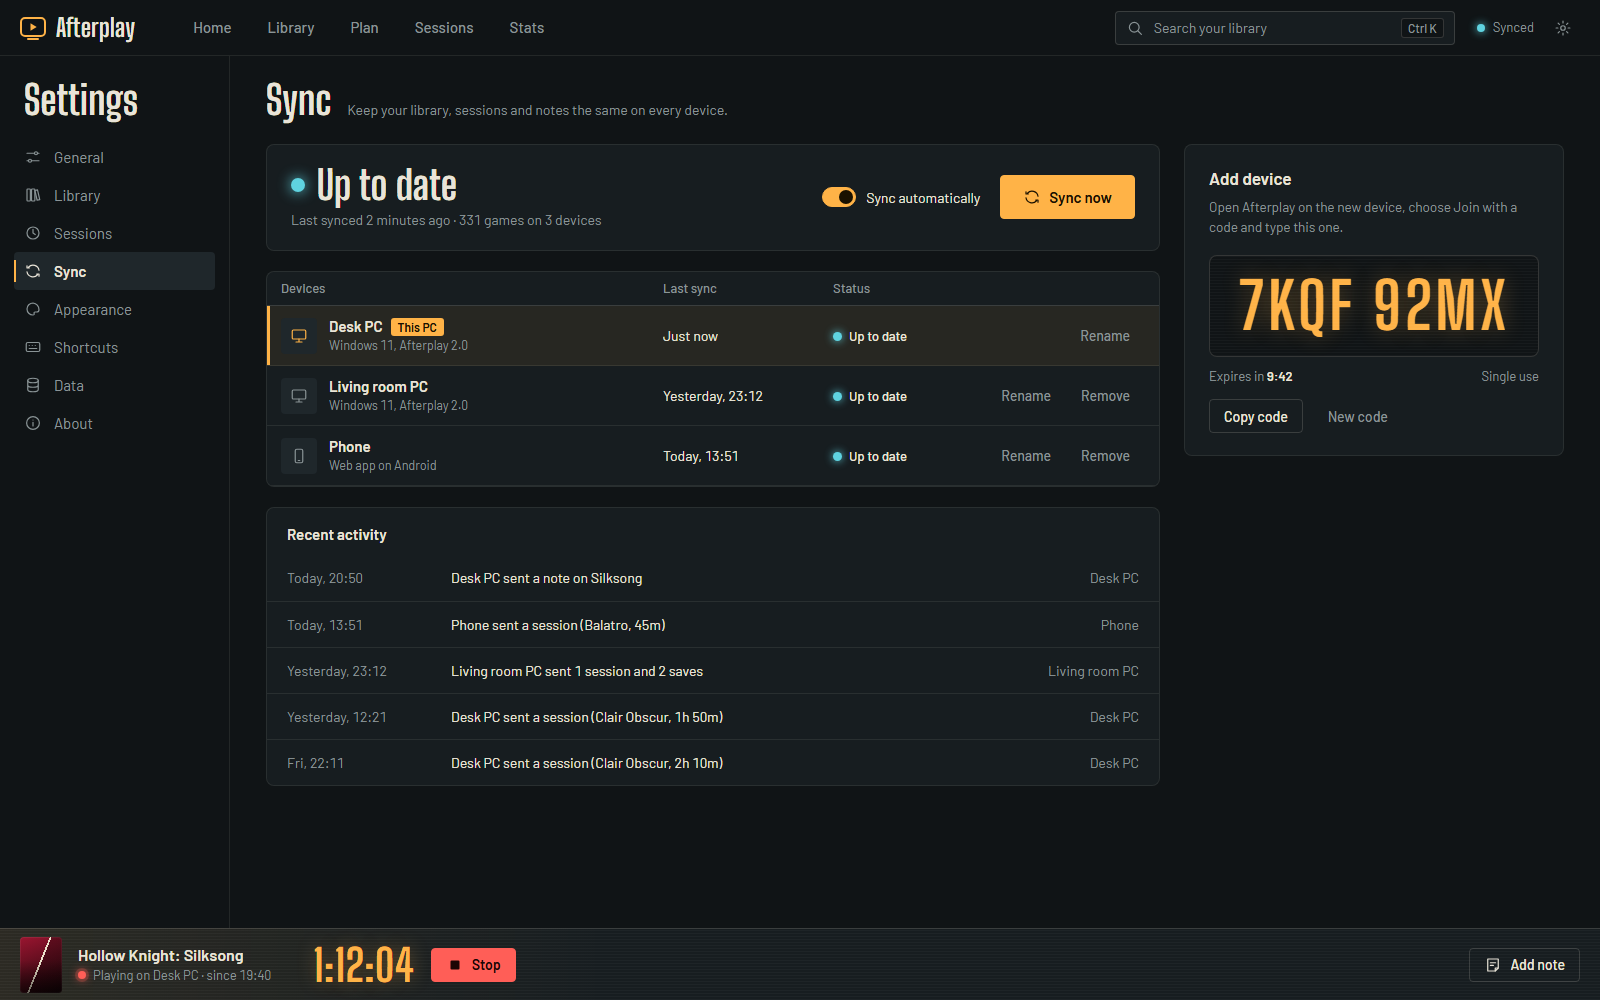 Afterplay
Home
Library
Plan
Sessions
Stats
Search your library
Ctrl K
Synced
Settings
General
Library
Sessions
Sync
Appearance
Shortcuts
Data
About
Sync
Keep your library, sessions and notes the same on every device.
Up to date
Last synced 2 minutes ago · 331 games on 3 devices
Sync automatically
Sync now
Devices
Last sync
Status
Desk PC
This PC
Windows 11, Afterplay 2.0
Just now
Up to date
Rename
Living room PC
Windows 11, Afterplay 2.0
Yesterday, 23:12
Up to date
Rename
Remove
Phone
Web app on Android
Today, 13:51
Up to date
Rename
Remove
Recent activity
Today, 20:50
Desk PC sent a note on Silksong
Desk PC
Today, 13:51
Phone sent a session (Balatro, 45m)
Phone
Yesterday, 23:12
Living room PC sent 1 session and 2 saves
Living room PC
Yesterday, 12:21
Desk PC sent a session (Clair Obscur, 1h 50m)
Desk PC
Fri, 22:11
Desk PC sent a session (Clair Obscur, 2h 10m)
Desk PC
Add device
Open Afterplay on the new device, choose Join with a
code and type this one.
7KQF 92MX
Expires in 9:42
Single use
Copy code
New code
Hollow Knight: Silksong
Playing on Desk PC · since 19:40
1:12:04
Stop
Add note